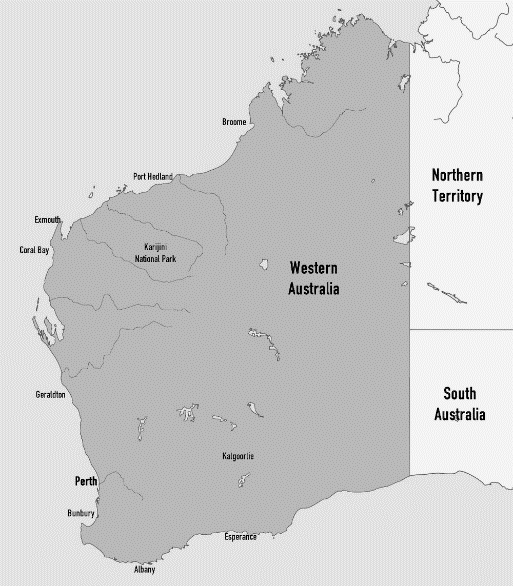 Broome
Port Hedland
Northern
Territory
Exmouth
Karijini
National Park
Coral Bay
Western
Australia
Geraldton
South
Australia
Kalgoorlie
Perth
Bunbury
Esperance
Albany